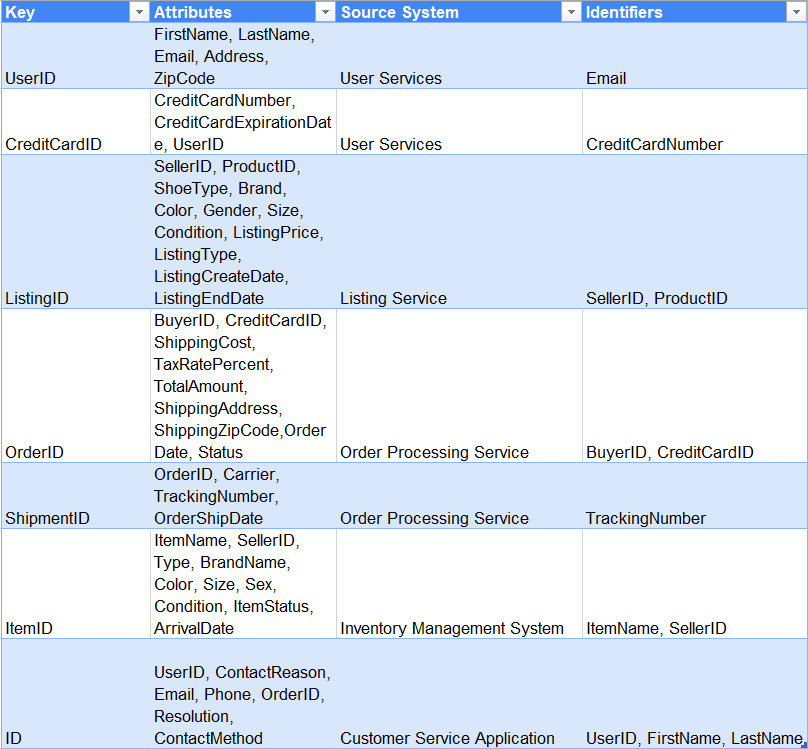 Key Attributes Source System Identifiers
FirstName, LastName,
Email, Address,
UserID ZipCode User Services Email
CreditCardNumber,
CreditCardExpirationDat
CreditCardID e, UserID User Services CreditCardNumber
SellerID, ProductID,
ShoeType, Brand,
Color, Gender, Size,
Condition, ListingPrice,
ListingType,
ListingCreateDate,
ListingID ListingEndDate Listing Service SellerID, ProductID
BuyerID, CreditCardID,
ShippingCost,
TaxRatePercent,
TotalAmount,
ShippingAddress,
ShippingZipCode,Order
OrderID Date, Status Order Processing Service BuyerID, CreditCardID
OrderID, Carrier,
TrackingNumber,
ShipmentID OrderShipDate Order Processing Service TrackingNumber
ItemName, SellerID,
Type, BrandName,
Color, Size, Sex,
Condition, ItemStatus,
ItemID ArrivalDate Inventory Management System ItemName, SellerID
UserID, ContactReason,
Email, Phone, OrderID,
Resolution,
ID ContactMethod Customer Service Application UserID, FirstName, LastName